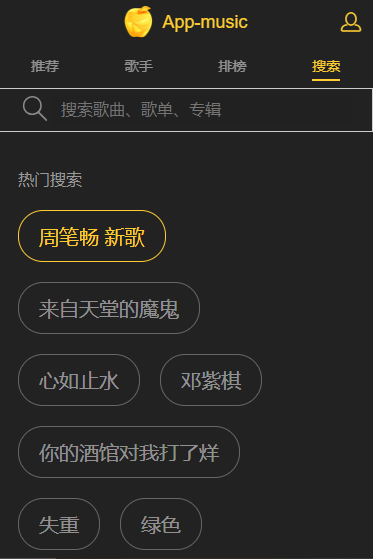 App-music
推荐 歌手 排榜 搜索
搜索歌曲、歌单、专辑
热门搜索
周笔畅 新歌
来自天堂的魔鬼
心如止水 邓紫棋
你的酒馆对我打了烊
失重 绿色